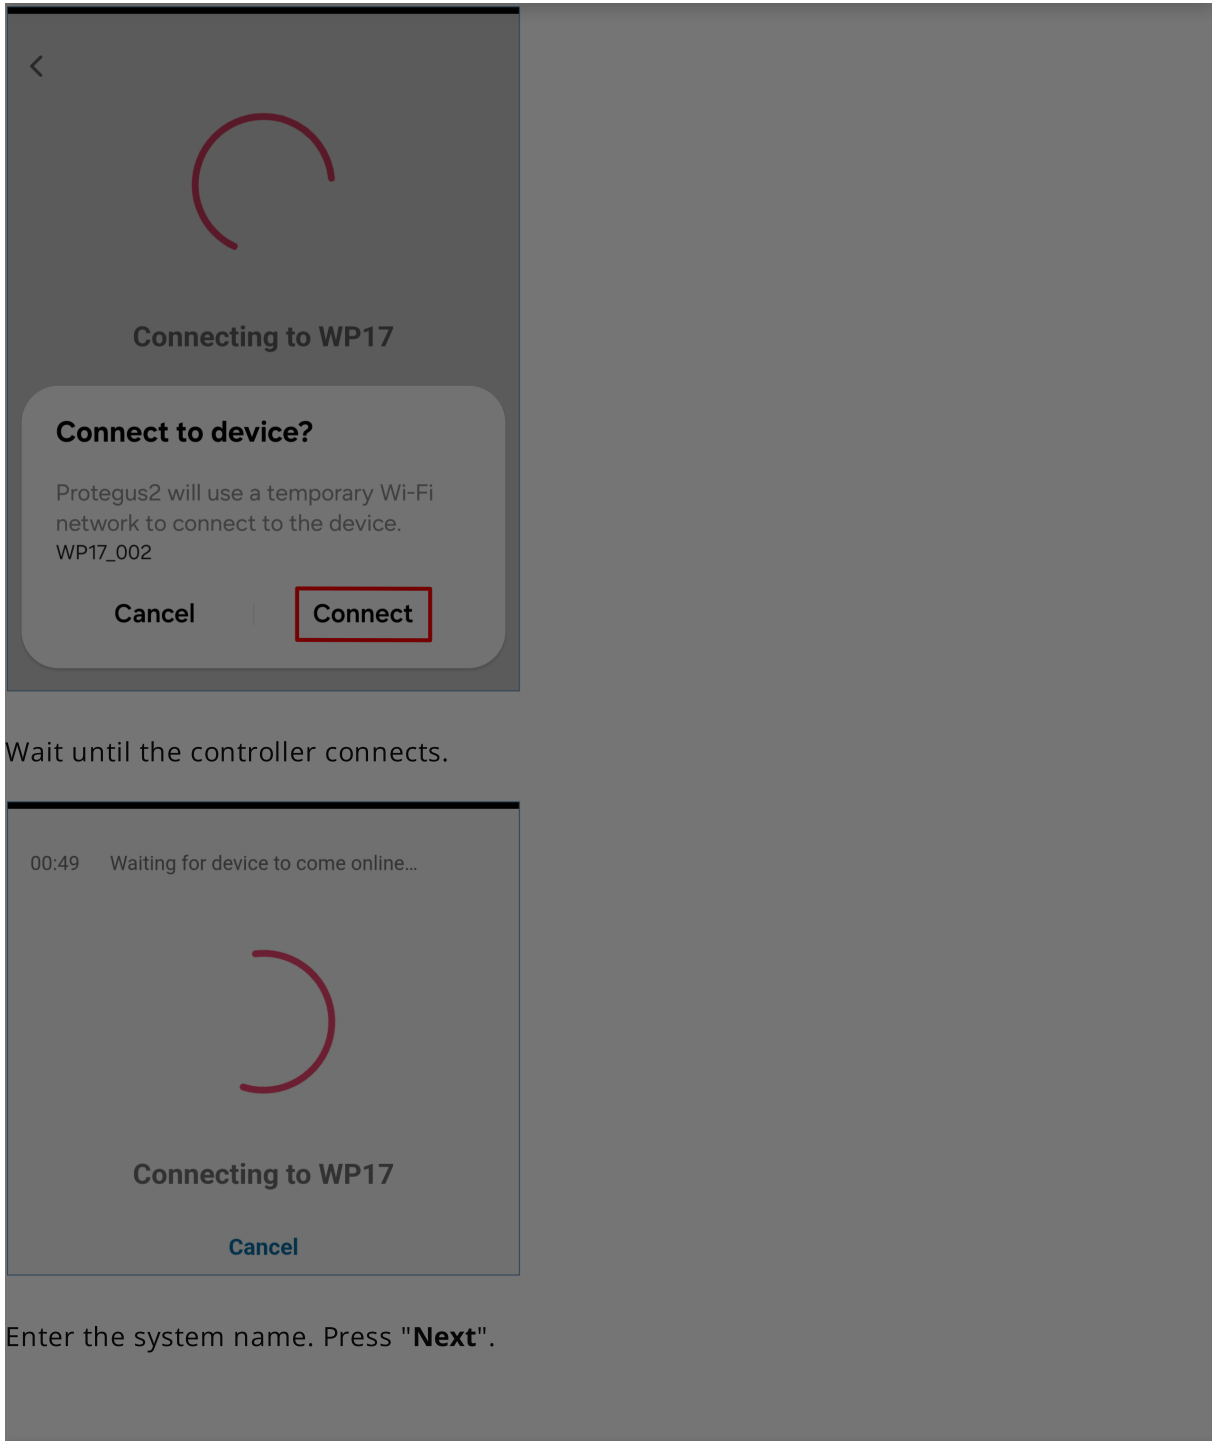 Connecting to WP17
Connect to device?
Protegus2 will use a temporary Wi-Fi
network to connect to the device.
WP17_002
Cancel
Connect
Wait until the controller connects.
00:49 Waiting for device to come online...
Connecting to WP17
Cancel
Enter the system name. Press "Next".